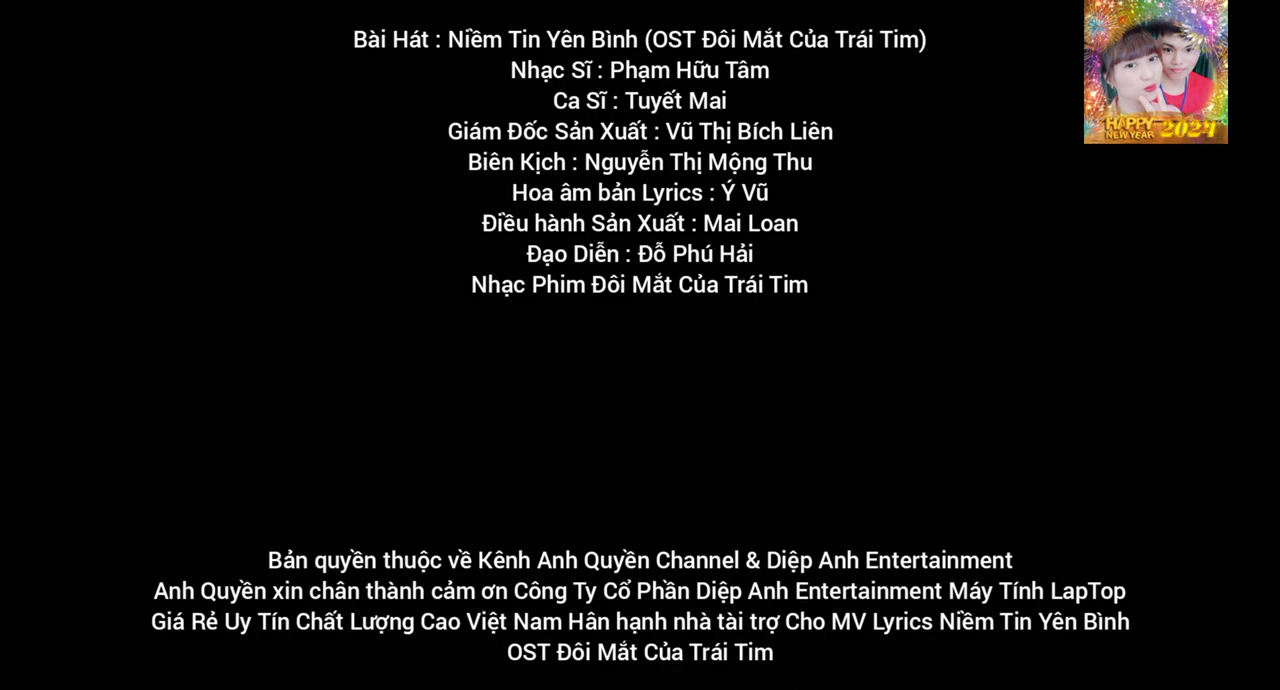 Bài Hát : Niềm Tin Yên Bình (OST Đôi Mắt Của Trái Tim)
Nhạc Sĩ : Phạm Hữu Tâm
Ca Sĩ : Tuyết Mai
Giám Đốc Sản Xuất : Vũ Thị Bích Liên
Biên Kịch : Nguyễn Thị Mộng Thu
Hoa âm bản Lyrics : Ý Vũ
Điều hành Sản Xuất : Mai Loan
Đạo Diễn : Đỗ Phú Hải
Nhạc Phim Đôi Mắt Của Trái Tim
HAPPY
NEW YEAR 2024
Bản quyền thuộc về Kênh Anh Quyền Channel & Diệp Anh Entertainment
Anh Quyền xin chân thành cảm ơn Công Ty Cổ Phần Diệp Anh Entertainment Máy Tính LapTop
Giá Rẻ Uy Tín Chất Lượng Cao Việt Nam Hân hạnh nhà tài trợ Cho MV Lyrics Niềm Tin Yên Bình
OST Đôi Mắt Của Trái Tim